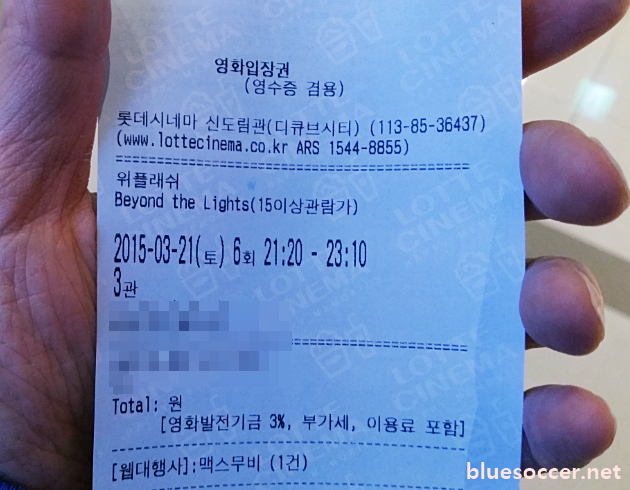 영화입장권
(영수증 겸용)
롯데시네마 신도림관(디큐브시티) (113-85-36437)
(www.lottecinema.co.kr ARS 1544-8855)
위플래쉬
Beyond the Lights(15이상관람가)
2015-03-21(토) 6회 21:20 - 23:10
3관
Total: 원
[영화발전기금 3%, 부가세, 이용료 포함]
[웹대행사]:맥스무비 (1건)
LOTTE CINEMA
bluesoccer.net